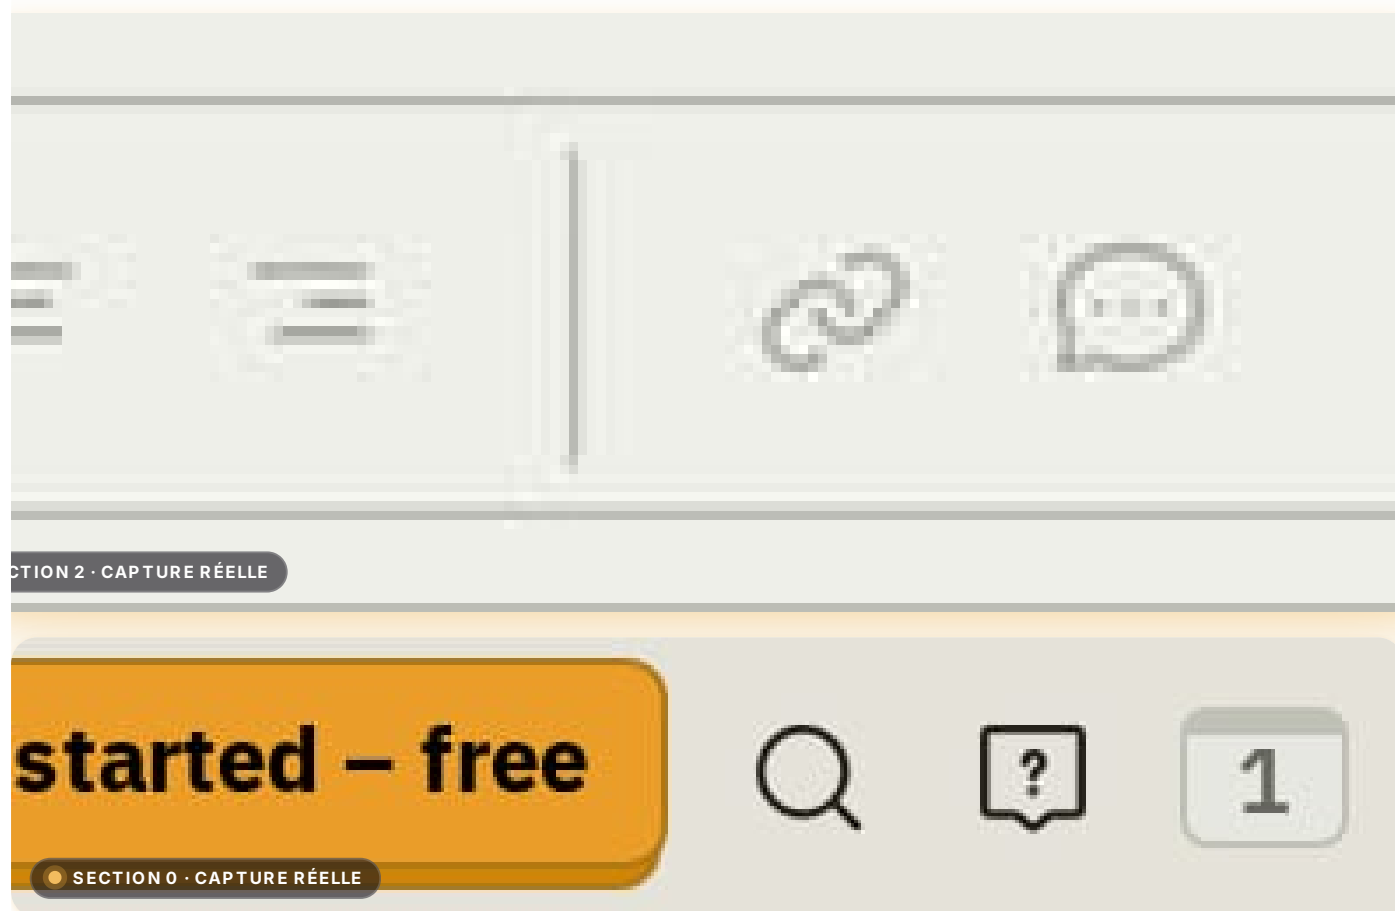 CTION 2 · CAPTURE RÉELLE
started – free
?
1
SECTION 0 · CAPTURE RÉELLE